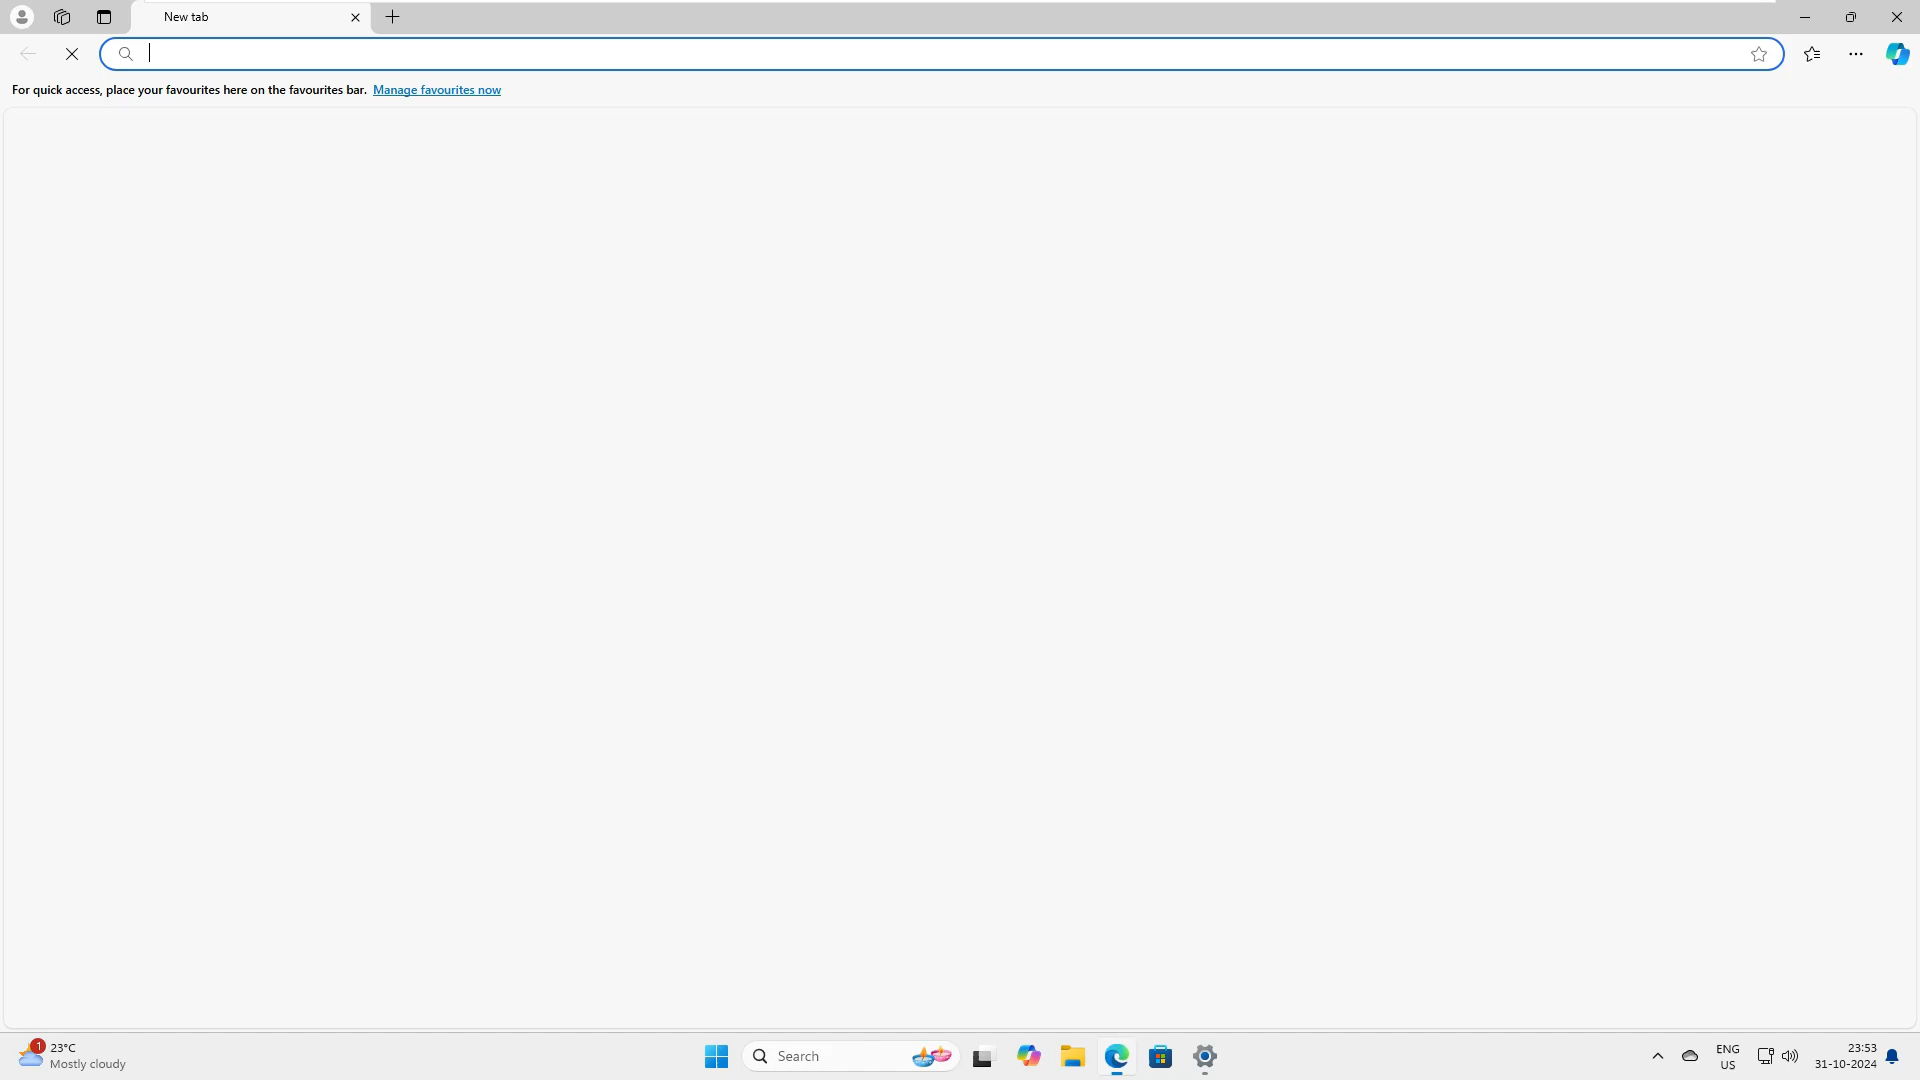 New tab
For quick access, place your favourites here on the favourites bar. Manage favourites now
1
23°C
Mostly cloudy
Search
ENG
US
23:53
31-10-2024